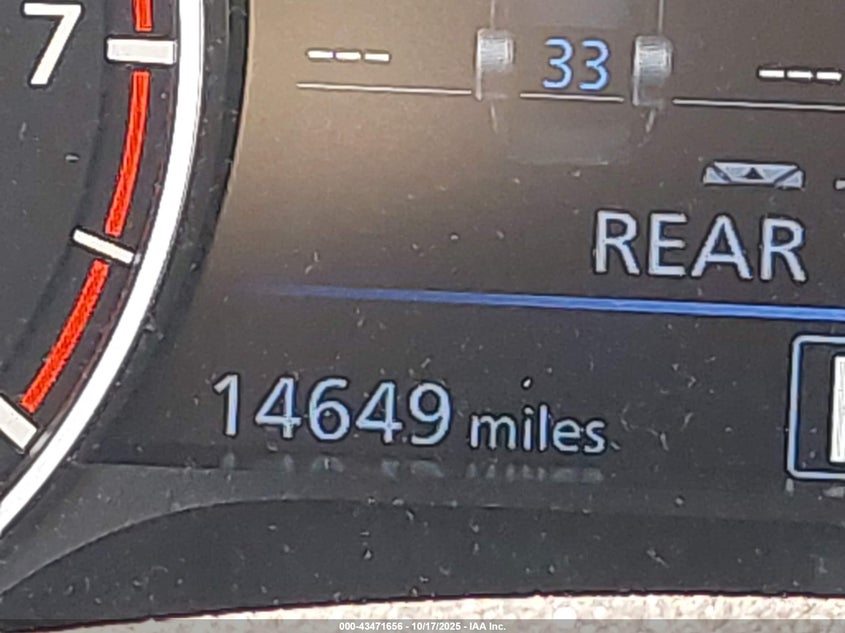 7
--- 33 ---
REAR
14649 miles
000-43471656 - 10/17/2025 - IAA Inc.